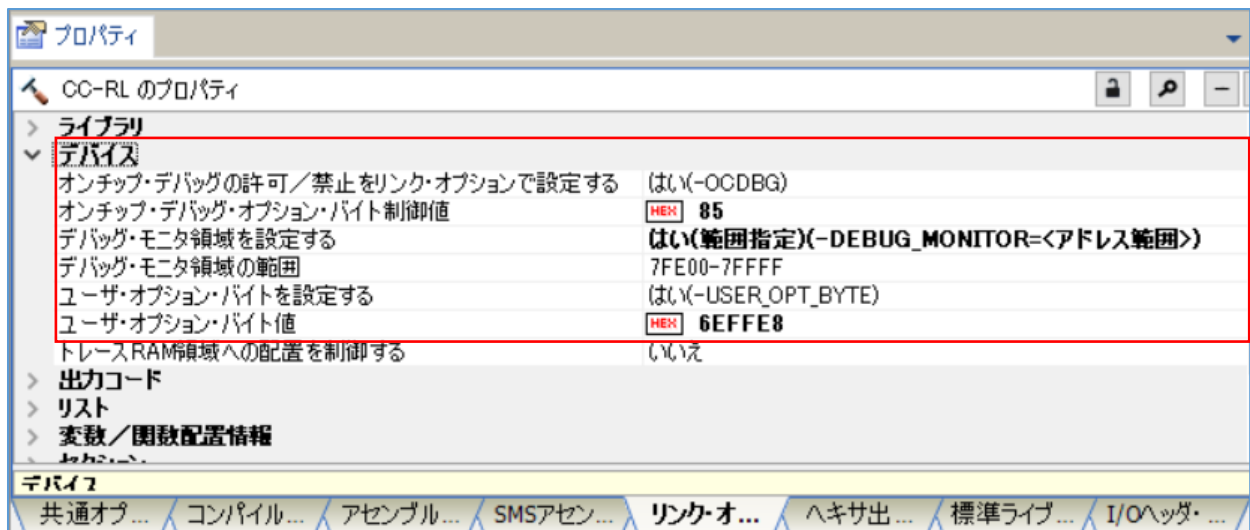 プロパティ
CC-RL のプロパティ
ライブラリ
デバイス
オンチップ・デバッグの許可／禁止をリンク・オプションで設定する はい(-OCDBG)
オンチップ・デバッグ・オプション・バイト制御値 HEX 85
デバッグ・モニタ領域を設定する はい(範囲指定)(-DEBUG_MONITOR=<アドレス範囲>)
デバッグ・モニタ領域の範囲 7FE00-7FFFF
ユーザ・オプション・バイトを設定する はい(-USER_OPT_BYTE)
ユーザ・オプション・バイト値 HEX 6EFFE8
トレースRAM領域への配置を制御する いいえ
出力コード
リスト
変数／関数配置情報
セクション
デバイス
共通オプ... コンパイル... アセンブル... SMSアセン... リンク・オ... ヘキサ出... 標準ライブ... I/Oヘッダ・...